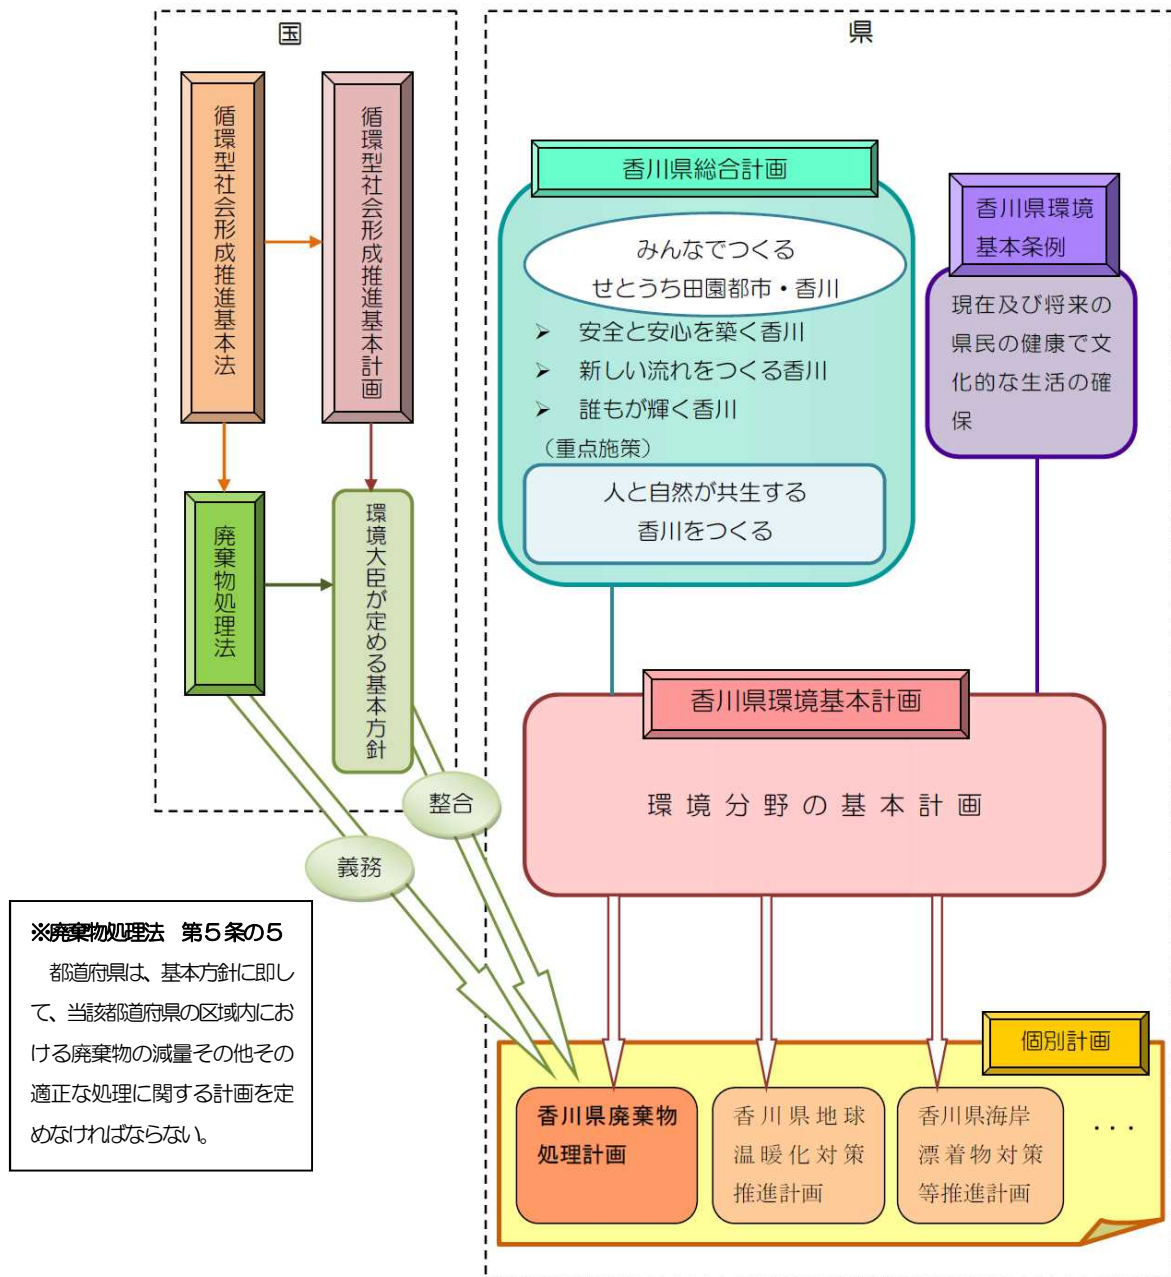 国
循環型社会形成推進基本法
循環型社会形成推進基本計画
廃棄物処理法
環境大臣が定める基本方針
整合
義務
※廃棄物処理法　第５条の５
都道府県は、基本方針に即し
て、当該都道府県の区域内にお
ける廃棄物の減量その他その
適正な処理に関する計画を定
めなければならない。
県
香川県総合計画
みんなでつくる
せとうち田園都市・香川
➢ 安全と安心を築く香川
➢ 新しい流れをつくる香川
➢ 誰もが輝く香川
（重点施策）
人と自然が共生する
香川をつくる
香川県環境
基本条例
現在及び将来の
県民の健康で文
化的な生活の確
保
香川県環境基本計画
環境分野の基本計画
個別計画
香川県廃棄物
処理計画
香川県地球
温暖化対策
推進計画
香川県海岸
漂着物対策
等推進計画
・・・